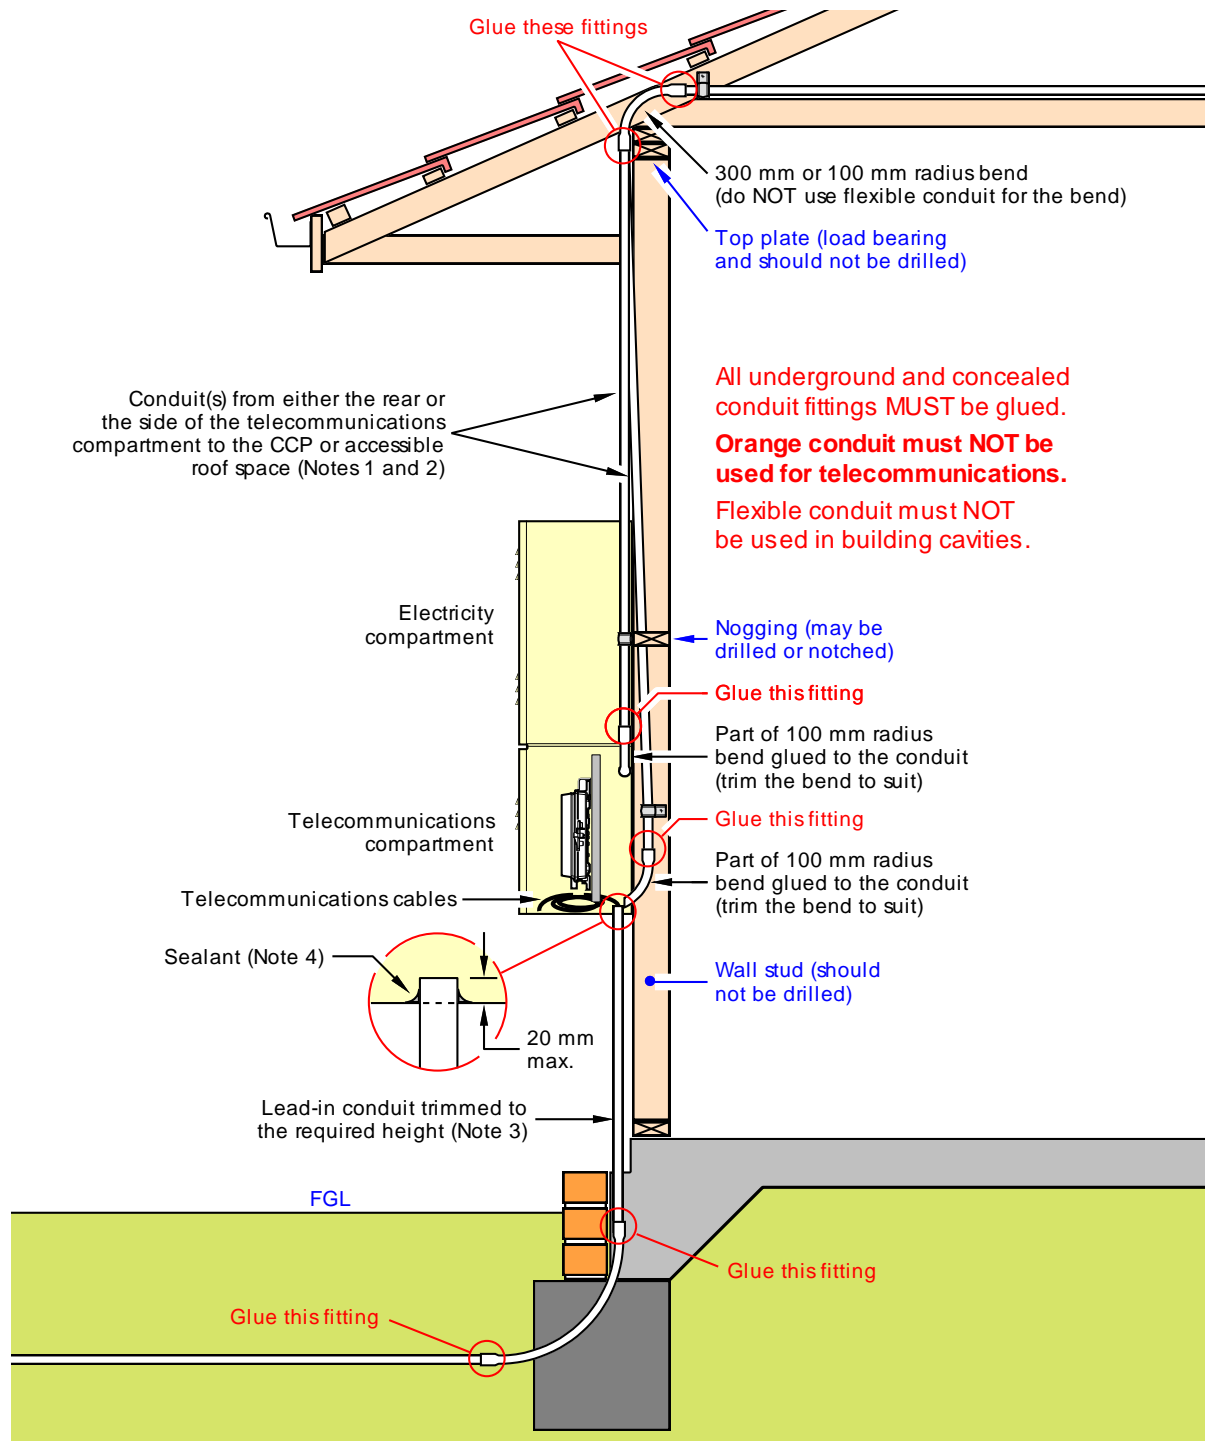 Glue these fittings
300 mm or 100 mm radius bend
(do NOT use flexible conduit for the bend)
Top plate (load bearing
and should not be drilled)
Conduit(s) from either the rear or
the side of the telecommunications
compartment to the CCP or accessible
roof space (Notes 1 and 2)
All underground and concealed
conduit fittings MUST be glued.
Orange conduit must NOT be
used for telecommunications.
Flexible conduit must NOT
be used in building cavities.
Electricity
compartment
Nogging (may be
drilled or notched)
Glue this fitting
Part of 100 mm radius
bend glued to the conduit
(trim the bend to suit)
Telecommunications
compartment
Glue this fitting
Part of 100 mm radius
bend glued to the conduit
(trim the bend to suit)
Telecommunications cables
Sealant (Note 4)
Wall stud (should
not be drilled)
20 mm
max.
Lead-in conduit trimmed to
the required height (Note 3)
FGL
Glue this fitting
Glue this fitting